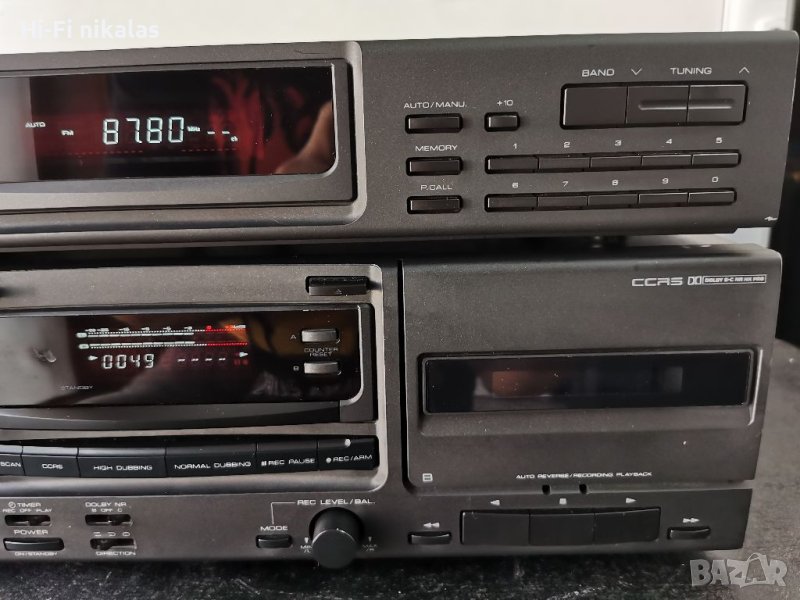 Hi-Fi nikalas
BAND TUNING
AUTO/MANU. +10
AUTO FM 87.80 MHz
MEMORY 1 2 3 4 5
P.CALL 6 7 8 9 0
CCRS DOLBY B-C NR HX PRO
A
COUNTER RESET
B
0049
STANDBY
SCAN CCRS HIGH DUBBING NORMAL DUBBING REC PAUSE REC/ARM
B AUTO REVERSE/RECORDING PLAYBACK
TIMER DOLBY NR REC LEVEL/BAL.
REC OFF PLAY B OFF C
MODE
POWER
ON/STANDBY DIRECTION
MIN
BAZAR